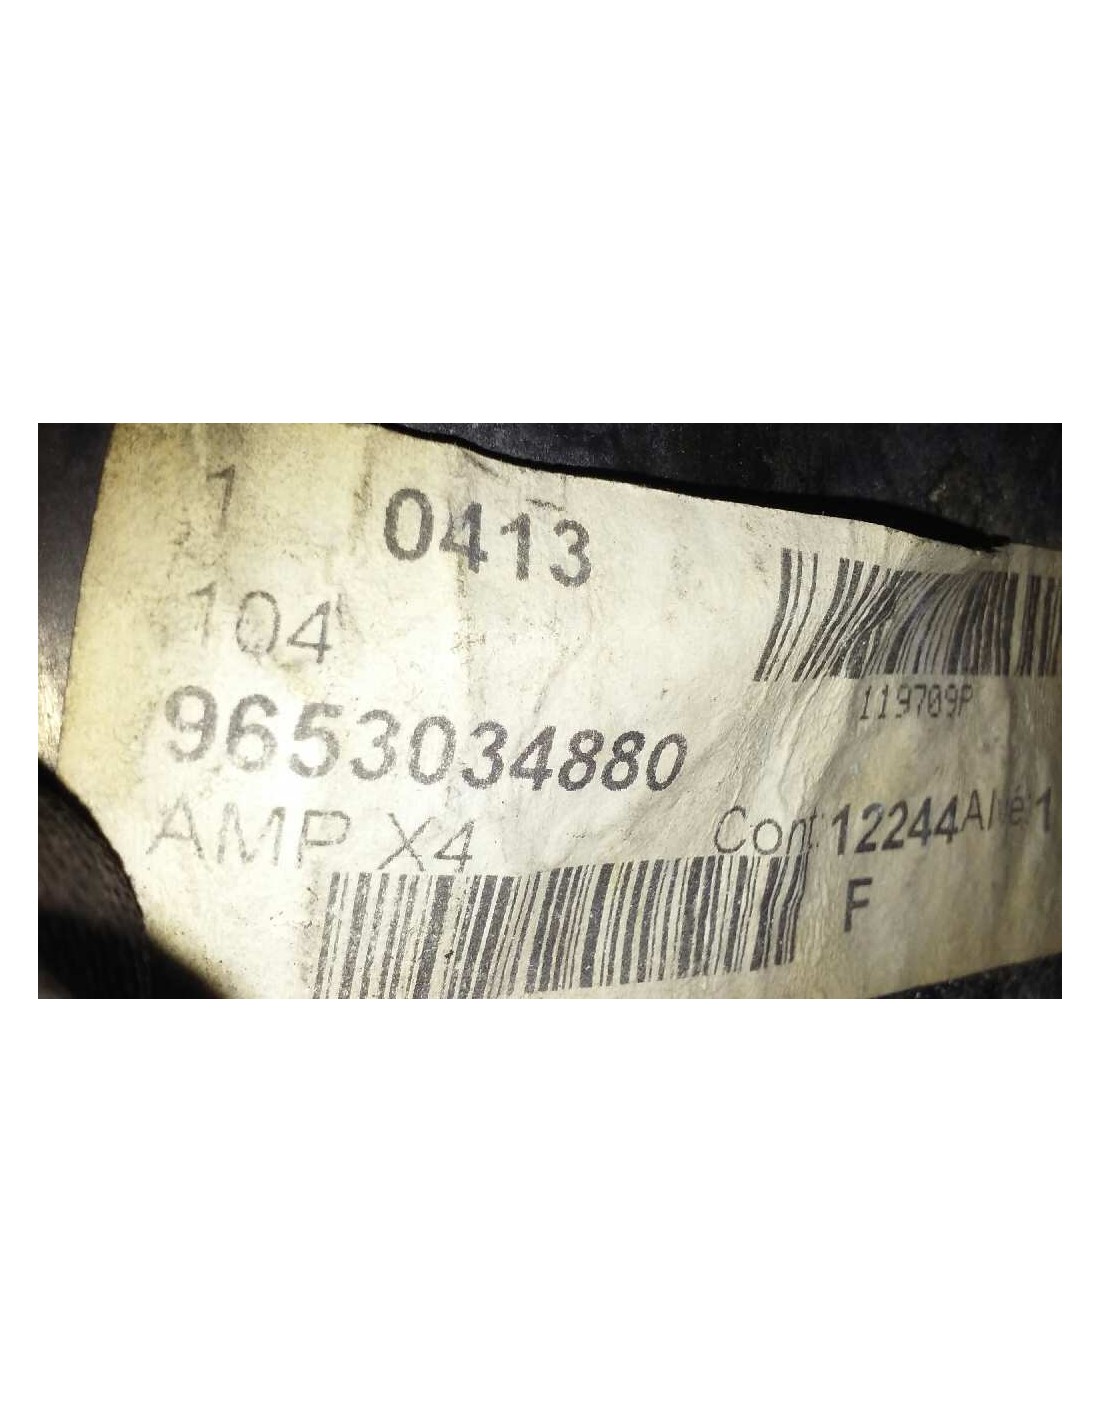 1 0413
104
119709P
9653034880
AMP X4
Cont 12244
F